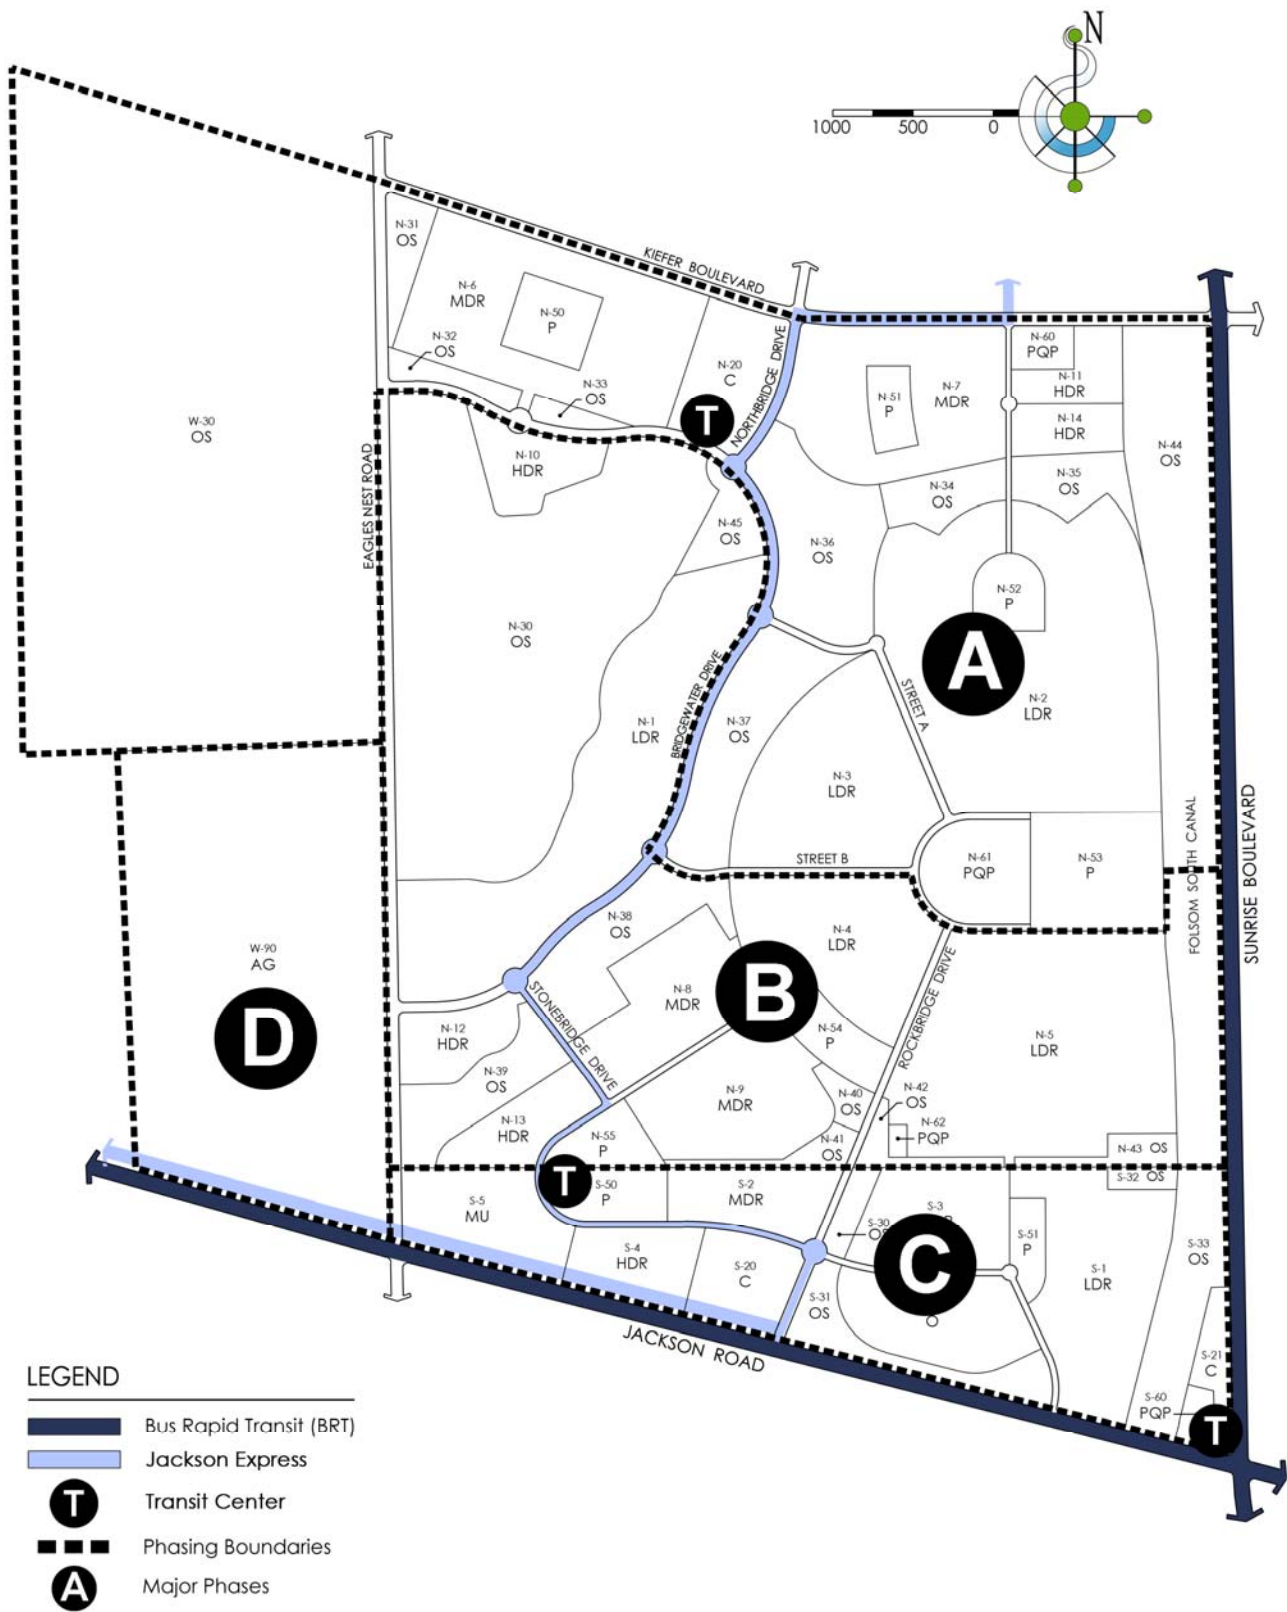 N
1000 500 0
N-31
OS
KIEFER BOULEVARD
N-6
MDR
N-50
P
N-32
OS
N-33
OS
N-20
C
T
NORTHBRIDGE DRIVE
N-60
PQP
N-11
HDR
N-7
MDR
N-51
P
N-14
HDR
N-44
OS
N-35
OS
N-34
OS
W-30
OS
EAGLES NEST ROAD
N-10
HDR
N-45
OS
N-36
OS
N-52
P
A
N-30
OS
N-2
LDR
STREET A
BRIDGEWATER DRIVE
N-1
LDR
N-37
OS
N-3
LDR
STREET B
N-61
PQP
N-53
P
FOLSOM SOUTH CANAL
SUNRISE BOULEVARD
N-38
OS
N-4
LDR
W-90
AG
D
STONEBRIDGE DRIVE
N-8
MDR
B
ROCKBRIDGE DRIVE
N-12
HDR
N-54
P
N-5
LDR
N-39
OS
N-9
MDR
N-40
OS
N-42
OS
N-13
HDR
N-55
P
N-41
OS
N-62
PQP
N-43 OS
T
S-50
P
S-2
MDR
S-32 OS
S-5
MU
S-3
S-30
S-51
P
S-33
OS
S-4
HDR
S-20
C
C
S-1
LDR
S-31
OS
JACKSON ROAD
S-21
C
S-60
PQP
T
LEGEND
Bus Rapid Transit (BRT)
Jackson Express
T Transit Center
Phasing Boundaries
A Major Phases